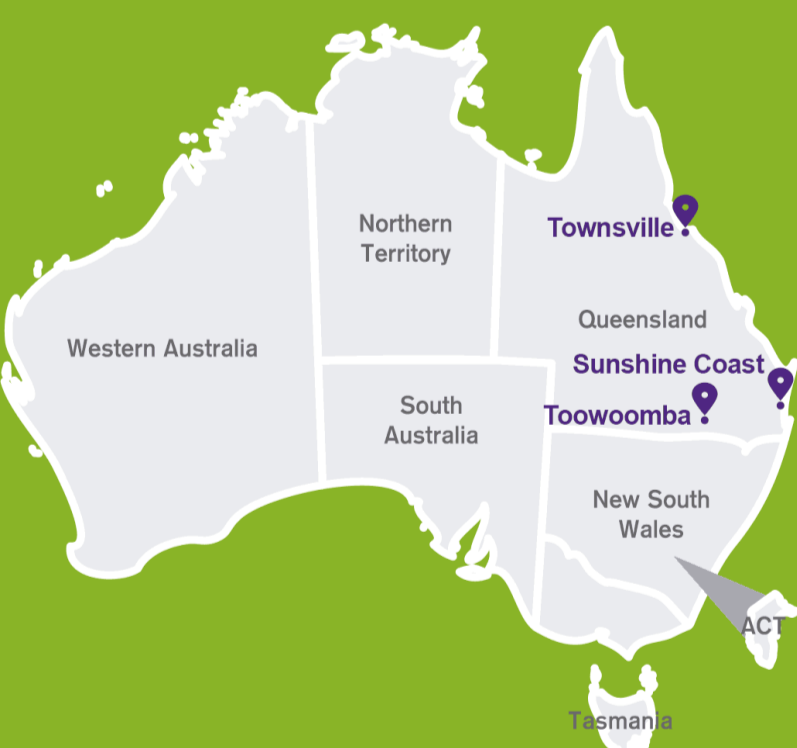 Northern
Territory
Townsville
Queensland
Western Australia
Sunshine Coast
South
Australia
Toowoomba
New South
Wales
ACT
Tasmania